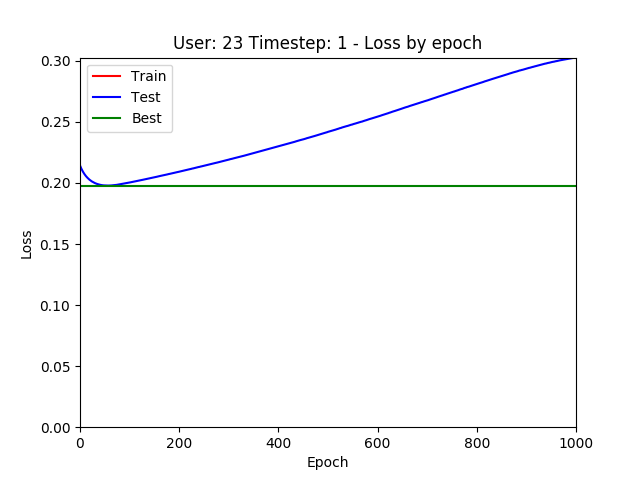 User: 23 Timestep: 1 - Loss by epoch
0.30
0.25
0.20
0.15
0.10
0.05
0.00
Loss
Train
Test
Best
0 200 400 600 800 1000
Epoch